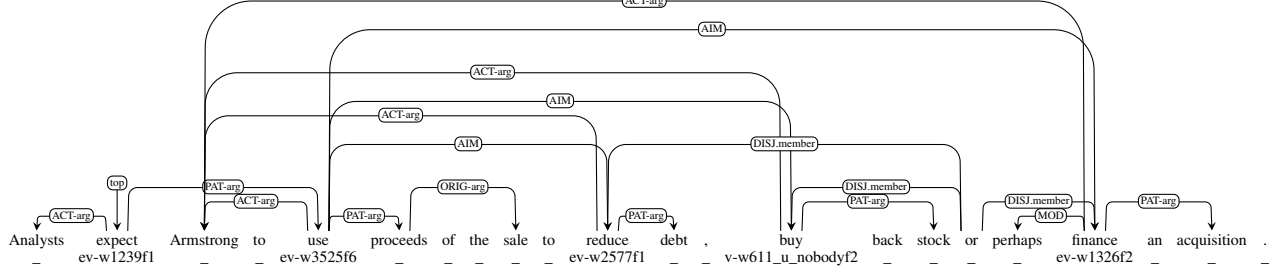 ACT-arg
AIM
ACT-arg
AIM
ACT-arg
AIM DISJ.member
top PAT-arg ORIG-arg DISJ.member
ACT-arg PAT-arg DISJ.member PAT-arg
ACT-arg PAT-arg PAT-arg MOD
Analysts expect Armstrong to use proceeds of the sale to reduce debt , buy back stock or perhaps finance an acquisition .
_ ev-w1239f1 _ _ ev-w3525f6 _ _ _ _ _ ev-w2577f1 _ _ v-w611_u_nobodyf2 _ _ _ _ ev-w1326f2 _ _ _